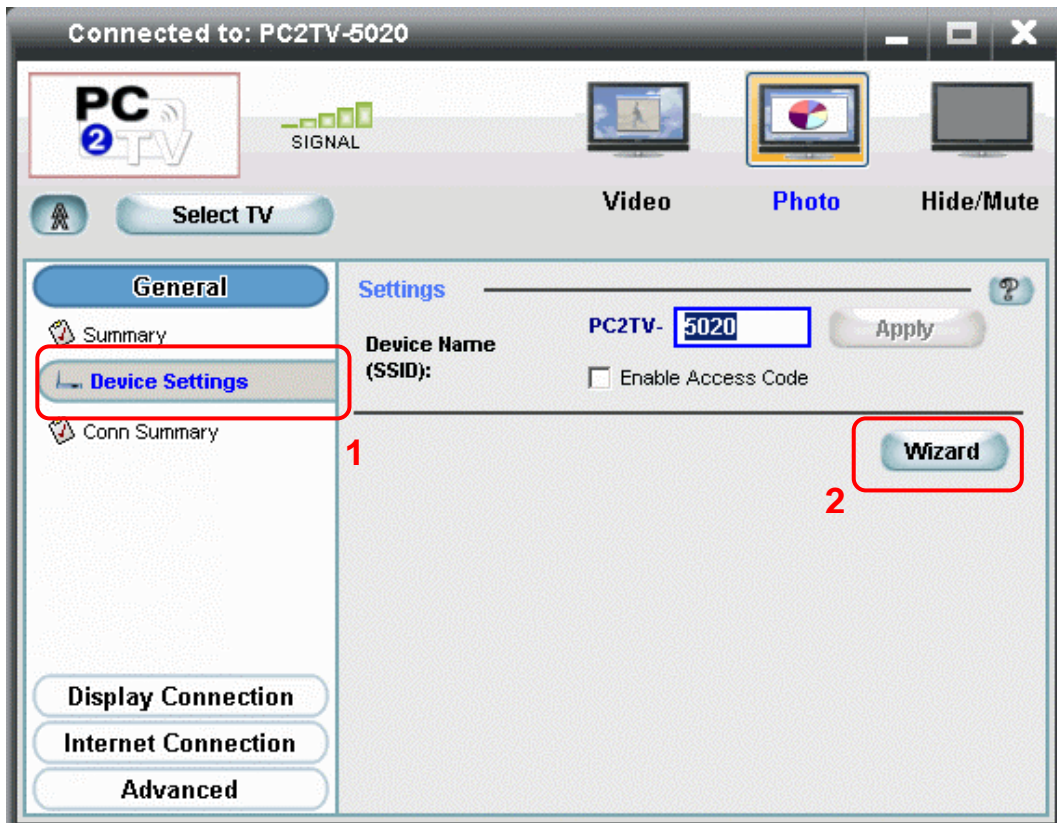 Connected to: PC2TV-5020
PC
2 TV
SIGNAL
Video
Photo
Hide/Mute
Select TV
General
Summary
Device Settings
Conn Summary
1
Display Connection
Internet Connection
Advanced
Settings
?
Device Name
(SSID):
PC2TV- 5020
Apply
Enable Access Code
Wizard
2